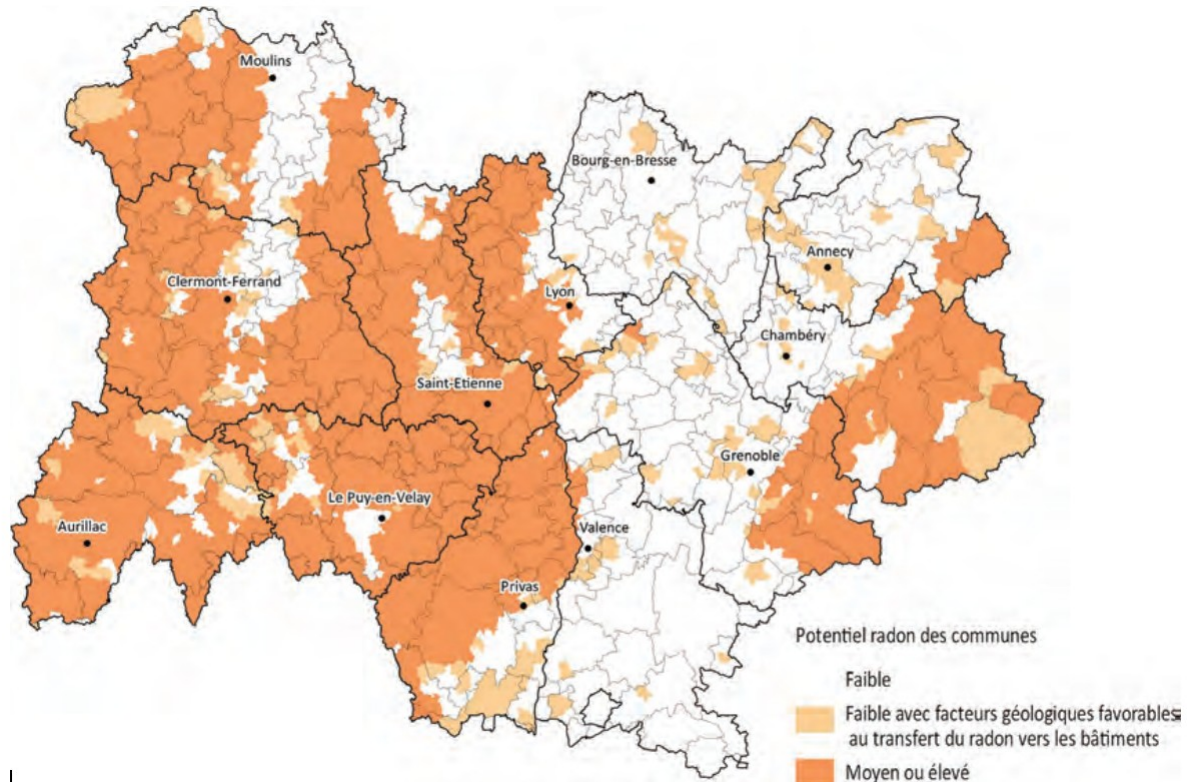 Moulins
Bourg-en-Bresse
Annecy
Clermont-Ferrand
Lyon
Chambéry
Saint-Etienne
Grenoble
Le Puy-en-Velay
Aurillac
Valence
Privas
Potentiel radon des communes
Faible
Faible avec facteurs géologiques favorables
au transfert du radon vers les bâtiments
Moyen ou élevé